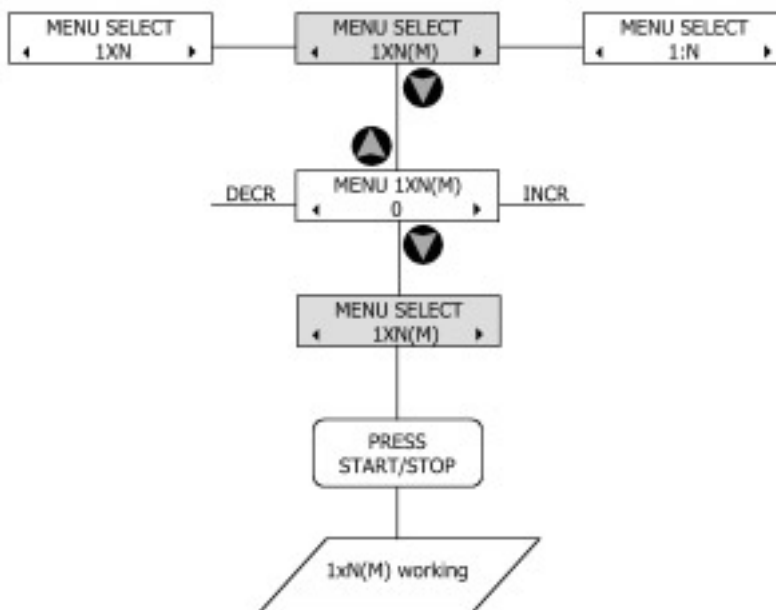 MENU SELECT
1XN
MENU SELECT
1XN(M)
MENU SELECT
1:N
DECR
MENU 1XN(M)
0
INCR
MENU SELECT
1XN(M)
PRESS
START/STOP
1xN(M) working